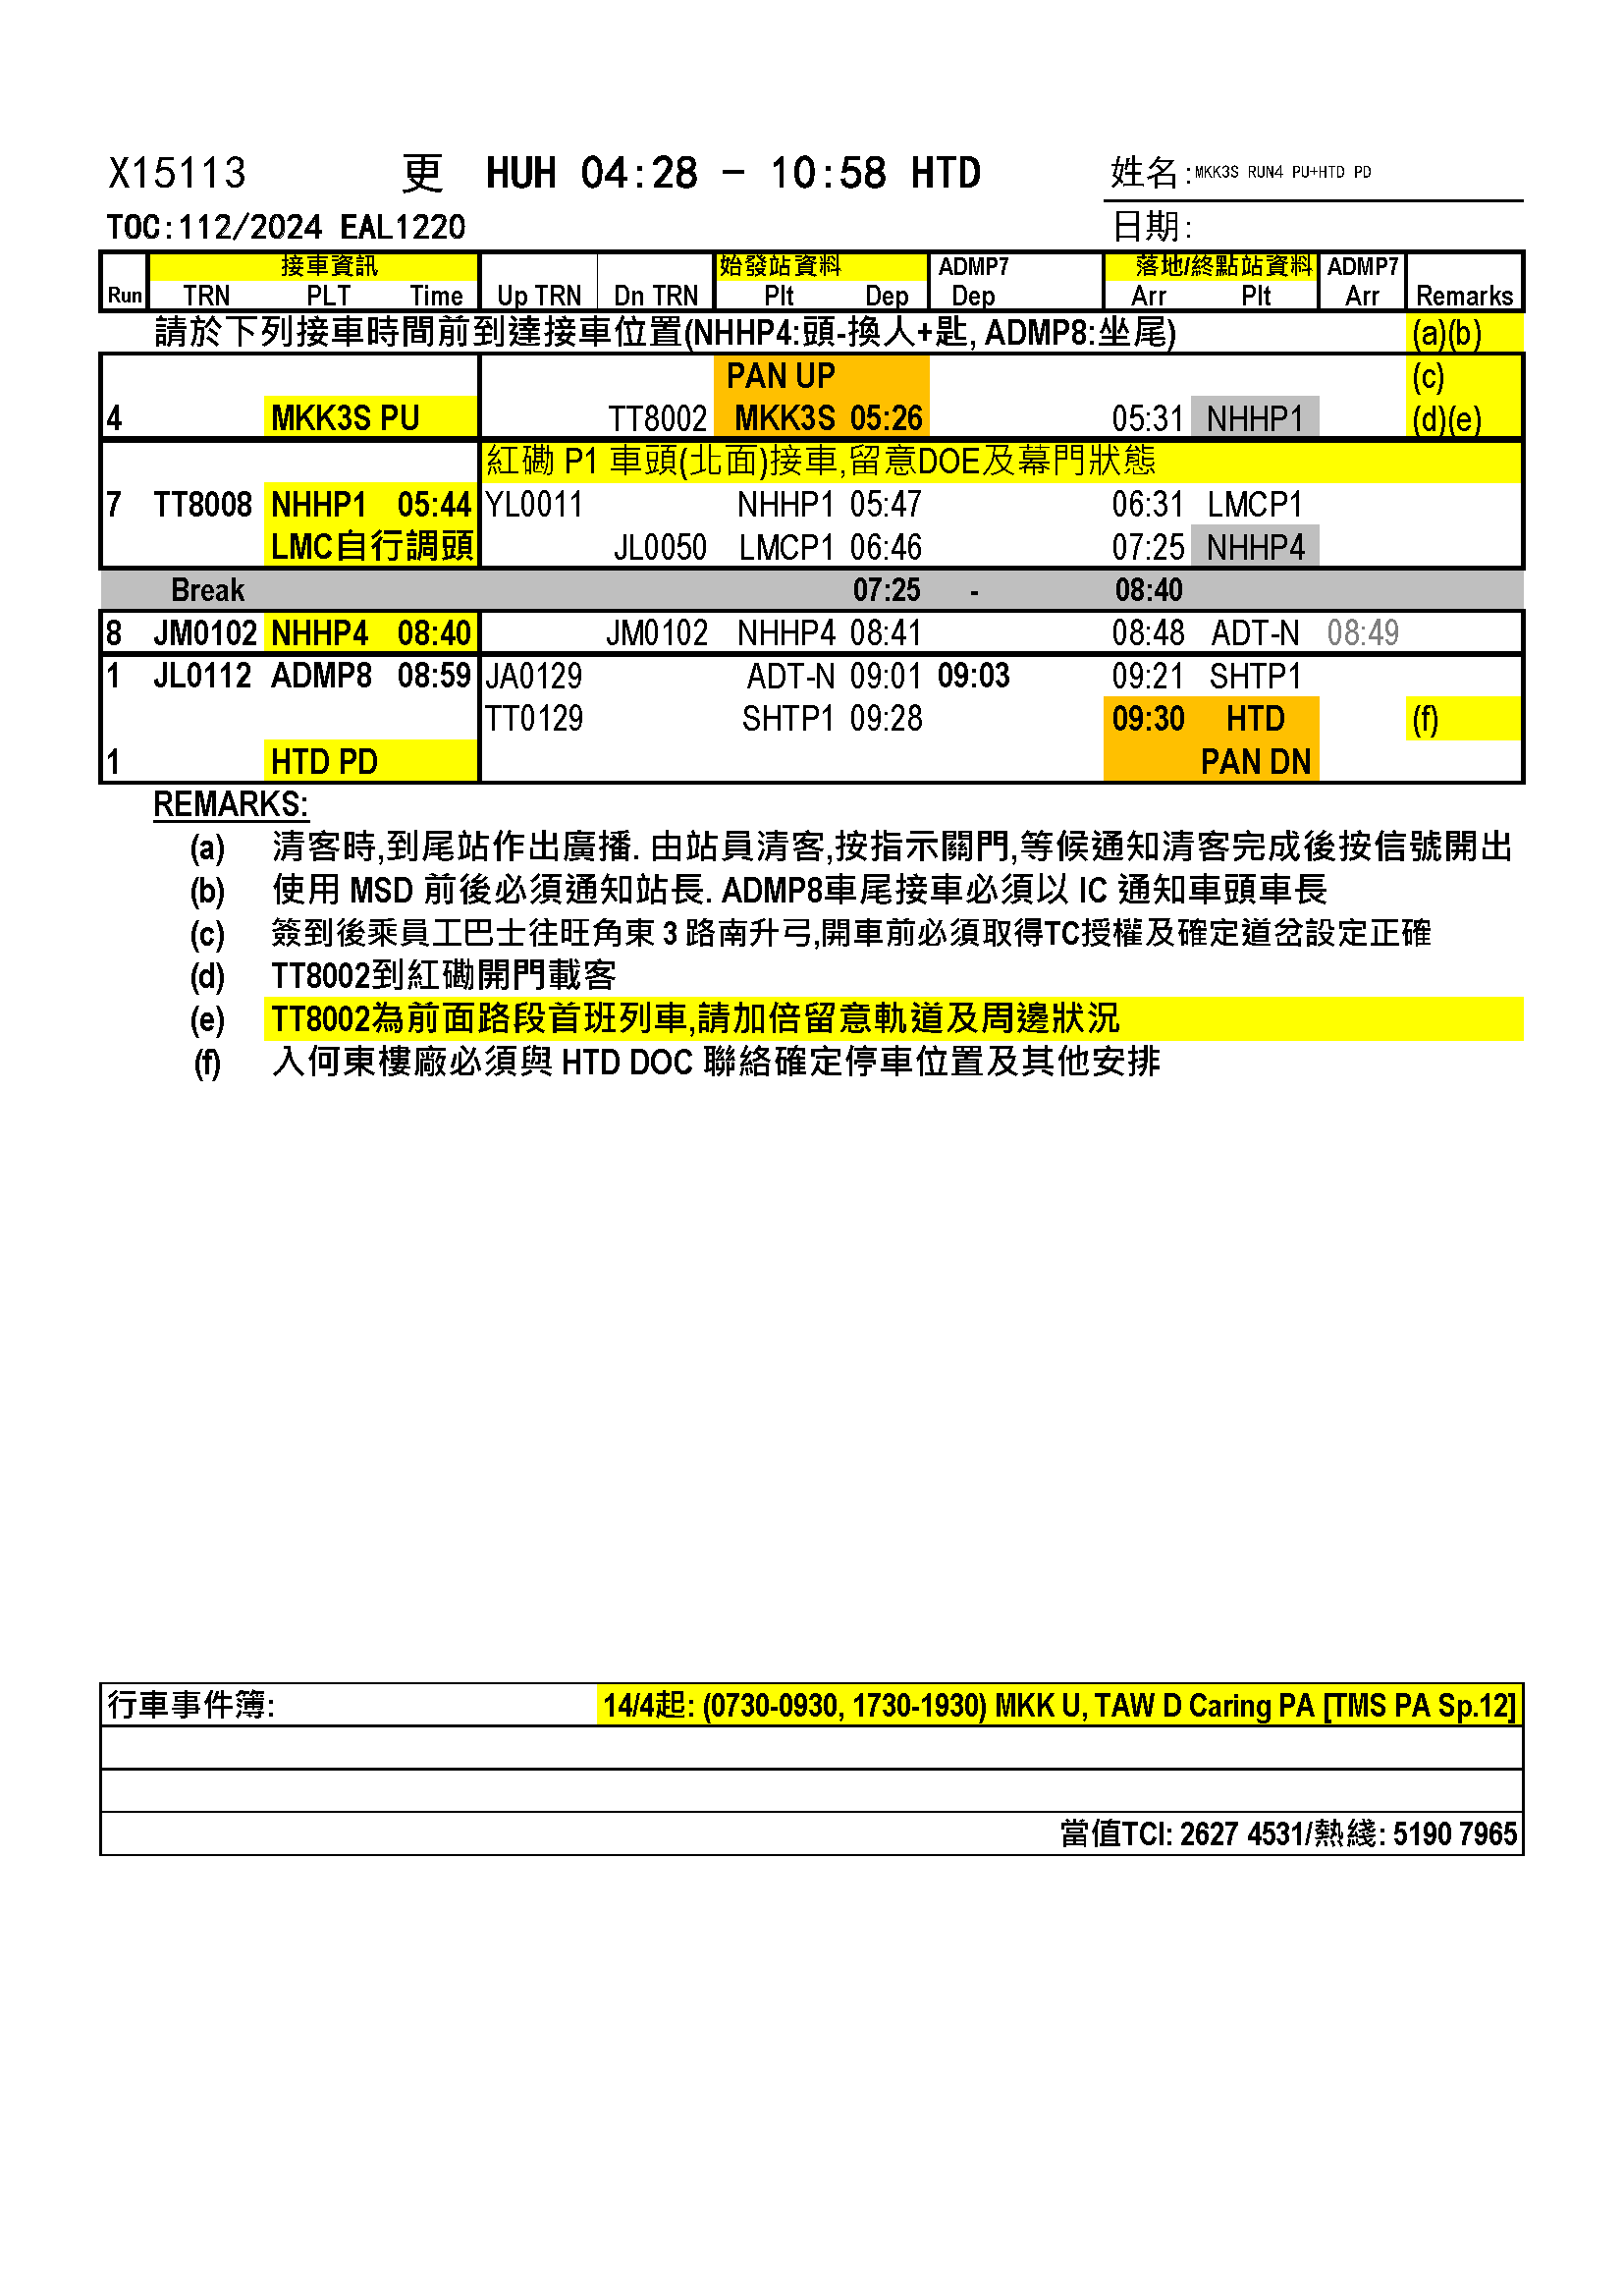 X15113 更 HUH 04:28 - 10:58 HTD 姓名:MKK3S RUN4 PU+HTD PD
TOC:112/2024 EAL1220 日期:
接車資訊 始發站資料 ADMP7 落地/終點站資料 ADMP7
Run TRN PLT Time Up TRN Dn TRN Plt Dep Dep Arr Plt Arr Remarks
請於下列接車時間前到達接車位置(NHHP4:頭-換人+匙, ADMP8:坐尾) (a)(b)
PAN UP (c)
4 MKK3S PU TT8002 MKK3S 05:26 05:31 NHHP1 (d)(e)
紅磡 P1 車頭(北面)接車,留意DOE及幕門狀態
7 TT8008 NHHP1 05:44 YL0011 NHHP1 05:47 06:31 LMCP1
LMC自行調頭 JL0050 LMCP1 06:46 07:25 NHHP4
Break 07:25 - 08:40
8 JM0102 NHHP4 08:40 JM0102 NHHP4 08:41 08:48 ADT-N 08:49
1 JL0112 ADMP8 08:59 JA0129 ADT-N 09:01 09:03 09:21 SHTP1
TT0129 SHTP1 09:28 09:30 HTD (f)
1 HTD PD PAN DN
REMARKS:
(a) 清客時,到尾站作出廣播. 由站員清客,按指示關門,等候通知清客完成後按信號開出
(b) 使用 MSD 前後必須通知站長. ADMP8車尾接車必須以 IC 通知車頭車長
(c) 簽到後乘員工巴士往旺角東 3 路南升弓,開車前必須取得TC授權及確定道岔設定正確
(d) TT8002到紅磡開門載客
(e) TT8002為前面路段首班列車,請加倍留意軌道及周邊狀況
(f) 入何東樓廠必須與 HTD DOC 聯絡確定停車位置及其他安排
行車事件簿: 14/4起: (0730-0930, 1730-1930) MKK U, TAW D Caring PA [TMS PA Sp.12]
當值TCI: 2627 4531/熱綫: 5190 7965